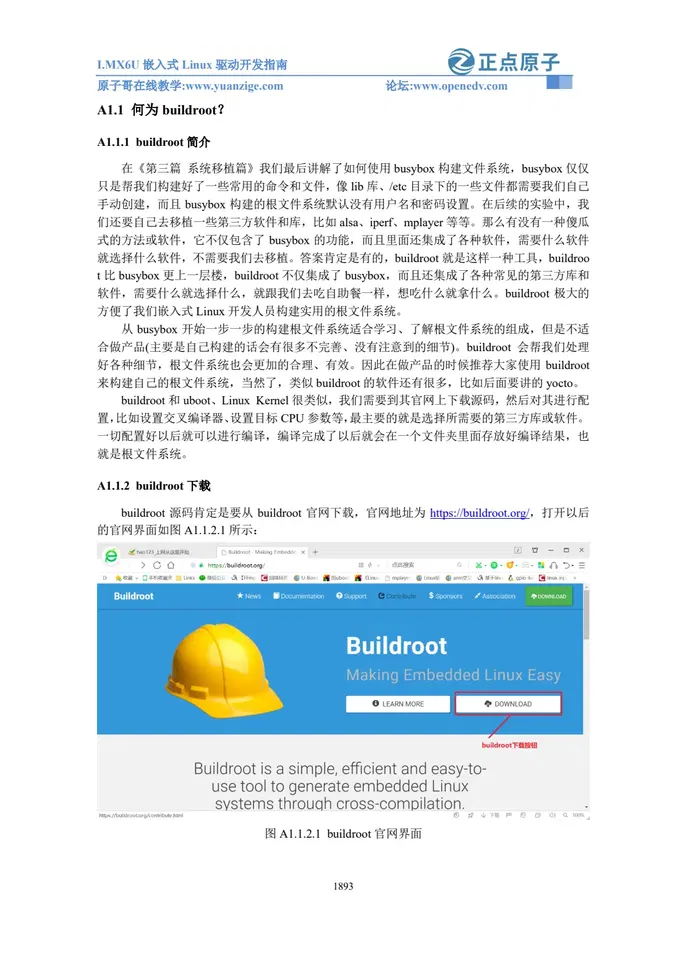 I.MX6U 嵌入式 Linux 驱动开发指南
正点原子
原子哥在线教学:www.yuanzige.com
论坛:www.openedv.com
A1.1 何为 buildroot？
A1.1.1 buildroot 简介
在《第三篇 系统移植篇》我们最后讲解了如何使用 busybox 构建文件系统，busybox 仅仅
只是帮我们构建好了一些常用的命令和文件，像 lib 库、/etc 目录下的一些文件都需要我们自己
手动创建，而且 busybox 构建的根文件系统默认没有用户名和密码设置。在后续的实验中，我
们还要自己去移植一些第三方软件和库，比如 alsa、iperf、mplayer 等等。那么有没有一种傻瓜
式的方法或软件，它不仅包含了 busybox 的功能，而且里面还集成了各种软件，需要什么软件
就选择什么软件，不需要我们去移植。答案肯定是有的，buildroot 就是这样一种工具，buildroo
t 比 busybox 更上一层楼，buildroot 不仅集成了 busybox，而且还集成了各种常见的第三方库和
软件，需要什么就选择什么，就跟我们去吃自助餐一样，想吃什么就拿什么。buildroot 极大的
方便了我们嵌入式 Linux 开发人员构建实用的根文件系统。
从 busybox 开始一步一步的构建根文件系统适合学习、了解根文件系统的组成，但是不适
合做产品(主要是自己构建的话会有很多不完善、没有注意到的细节)。buildroot 会帮我们处理
好各种细节，根文件系统也会更加的合理、有效。因此在做产品的时候推荐大家使用 buildroot
来构建自己的根文件系统，当然了，类似 buildroot 的软件还有很多，比如后面要讲的 yocto。
buildroot 和 uboot、Linux Kernel 很类似，我们需要到其官网上下载源码，然后对其进行配
置，比如设置交叉编译器、设置目标 CPU 参数等，最主要的就是选择所需要的第三方库或软件。
一切配置好以后就可以进行编译，编译完成了以后就会在一个文件夹里面存放好编译结果，也
就是根文件系统。
A1.1.2 buildroot 下载
buildroot 源码肯定是要从 buildroot 官网下载，官网地址为 https://buildroot.org/，打开以后
的官网界面如图 A1.1.2.1 所示：
hao123_上网从这里开始
Buildroot - Making Embedded
https://buildroot.org/
点此搜索
收藏
Buildroot
News
Documentation
Support
Contribute
Sponsors
Association
DOWNLOAD
Buildroot
Making Embedded Linux Easy
LEARN MORE
DOWNLOAD
buildroot下载按钮
Buildroot is a simple, efficient and easy-to-
use tool to generate embedded Linux
systems through cross-compilation.
https://buildroot.org/contribute.html
下载
100%
图 A1.1.2.1 buildroot 官网界面
1893